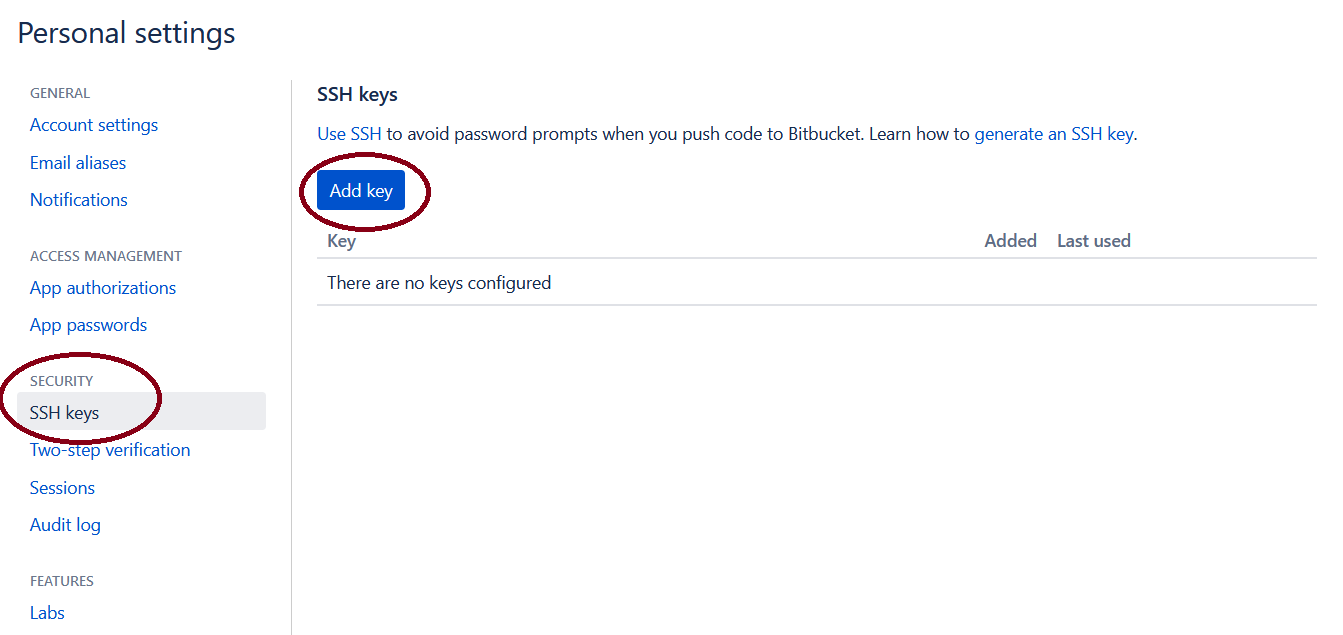 Personal settings
GENERAL
Account settings
Email aliases
Notifications
ACCESS MANAGEMENT
App authorizations
App passwords
SECURITY
SSH keys
Two-step verification
Sessions
Audit log
FEATURES
Labs
SSH keys
Use SSH to avoid password prompts when you push code to Bitbucket. Learn how to generate an SSH key.
Add key
Key Added Last used
There are no keys configured